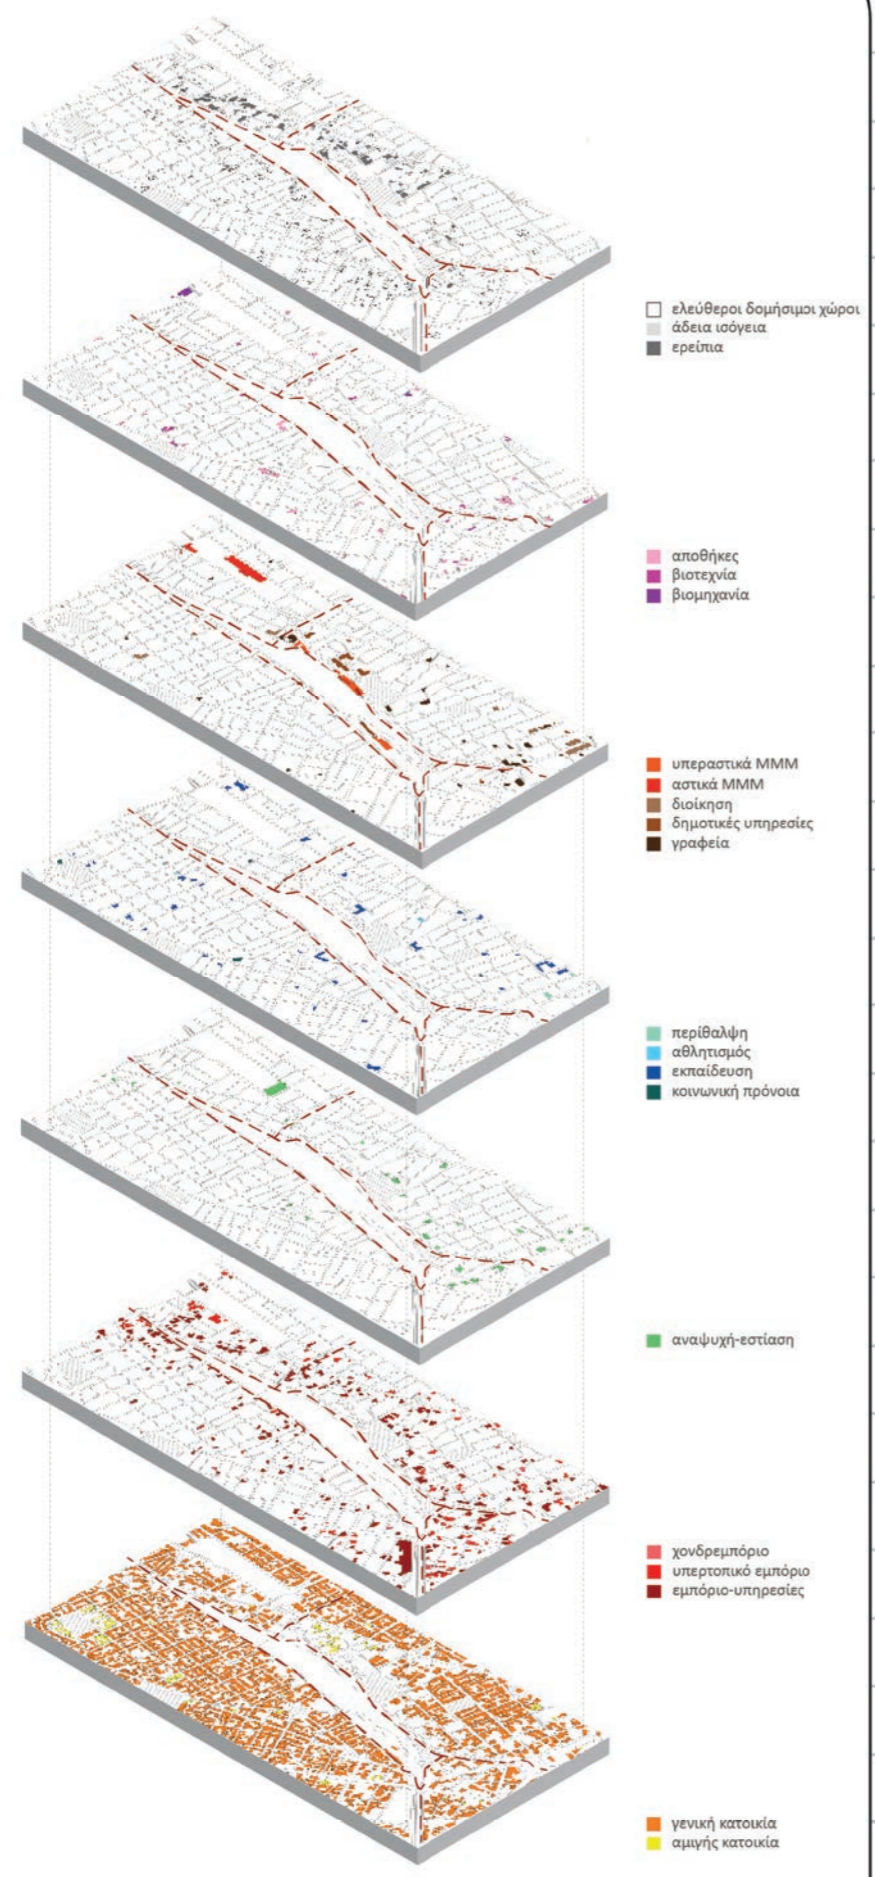 ελεύθεροι δομήσιμοι χώροι
άδεια ισόγεια
ερείπια
αποθήκες
βιοτεχνία
βιομηχανία
υπεραστικά ΜΜΜ
αστικά ΜΜΜ
διοίκηση
δημοτικές υπηρεσίες
γραφεία
περίθαλψη
αθλητισμός
εκπαίδευση
κοινωνική πρόνοια
αναψυχή-εστίαση
χονδρεμπόριο
υπερτοπικό εμπόριο
εμπόριο-υπηρεσίες
γενική κατοικία
αμιγής κατοικία